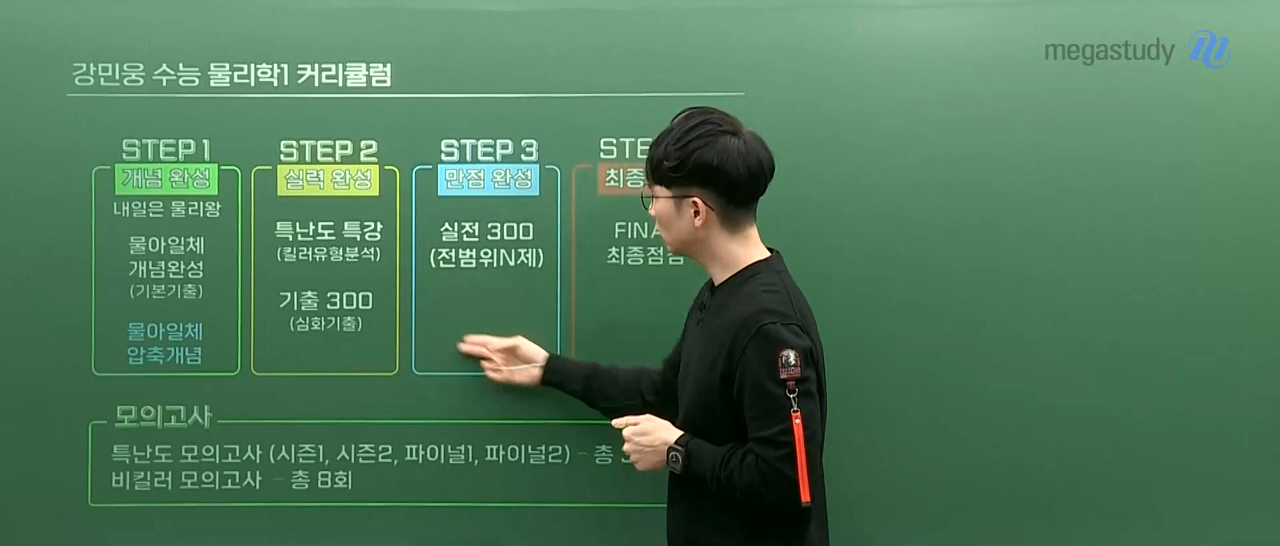 megastudy
강민웅 수능 물리학1 커리큘럼
STEP 1
개념 완성
내일은 물리왕
물아일체
개념완성
(기본기출)
물아일체
압축개념
STEP 2
실력 완성
특난도 특강
(킬러유형분석)
기출 300
(심화기출)
STEP 3
만점 완성
실전 300
(전범위N제)
최종점검
모의고사
특난도 모의고사 (시즌1, 시즌2, 파이널1, 파이널2) - 총
비킬러 모의고사 - 총 8회